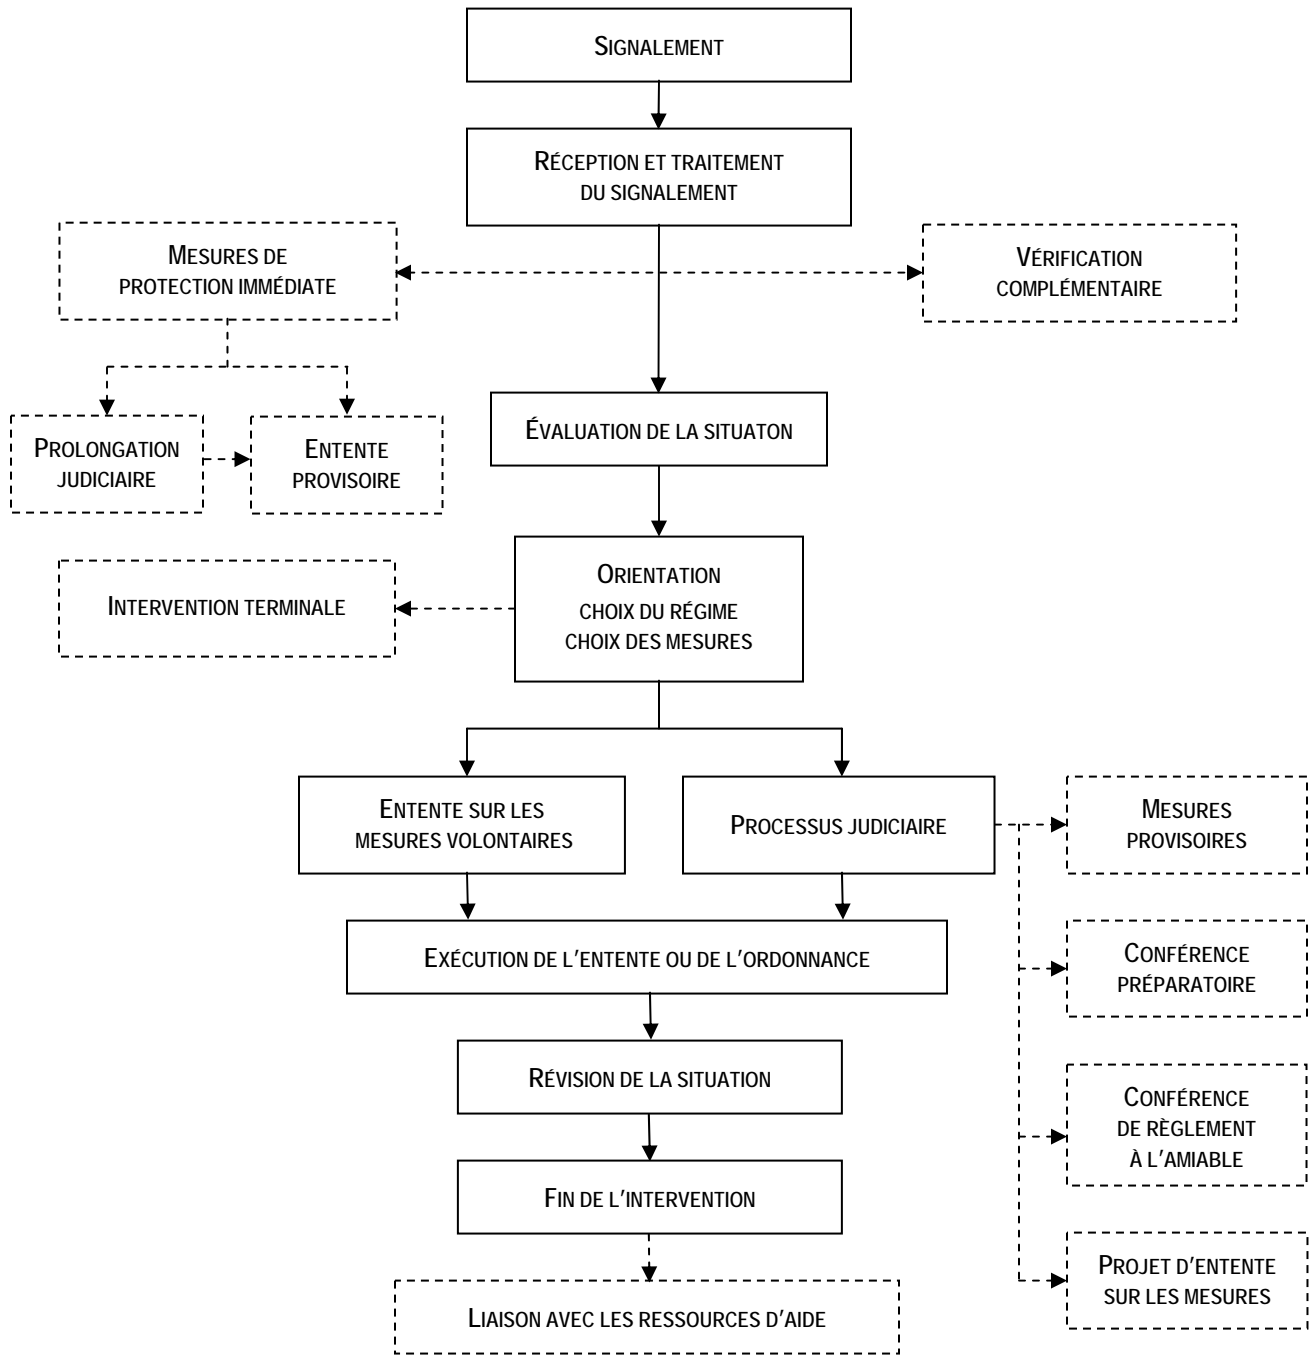 SIGNALEMENT
RÉCEPTION ET TRAITEMENT
DU SIGNALEMENT
MESURES DE
PROTECTION IMMÉDIATE
VÉRIFICATION
COMPLÉMENTAIRE
ÉVALUATION DE LA SITUATON
PROLONGATION
JUDICIAIRE
ENTENTE
PROVISOIRE
ORIENTATION
CHOIX DU RÉGIME
CHOIX DES MESURES
INTERVENTION TERMINALE
ENTENTE SUR LES
MESURES VOLONTAIRES
PROCESSUS JUDICIAIRE
MESURES
PROVISOIRES
EXÉCUTION DE L'ENTENTE OU DE L'ORDONNANCE
CONFÉRENCE
PRÉPARATOIRE
RÉVISION DE LA SITUATION
CONFÉRENCE
DE RÈGLEMENT
À L'AMIABLE
FIN DE L'INTERVENTION
PROJET D'ENTENTE
SUR LES MESURES
LIAISON AVEC LES RESSOURCES D'AIDE